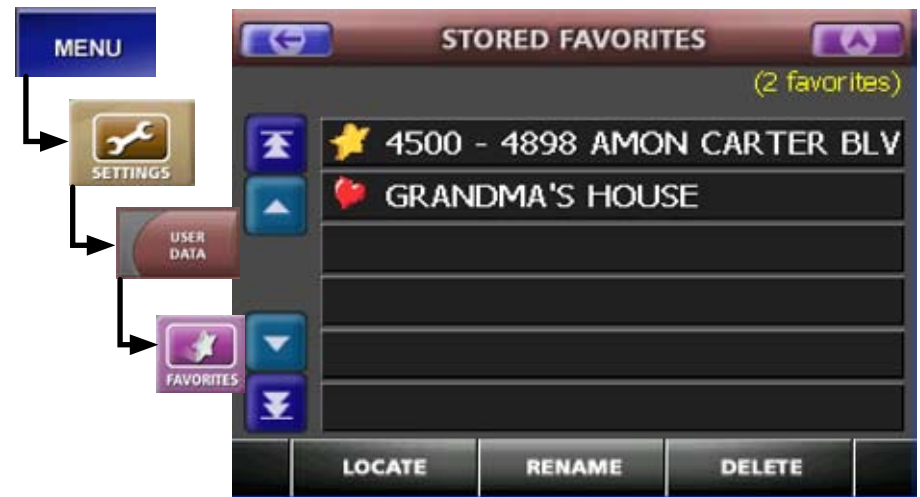 MENU
SETTINGS
USER
DATA
FAVORITES
STORED FAVORITES
(2 favorites)
4500 - 4898 AMON CARTER BLV
GRANDMA'S HOUSE
LOCATE
RENAME
DELETE